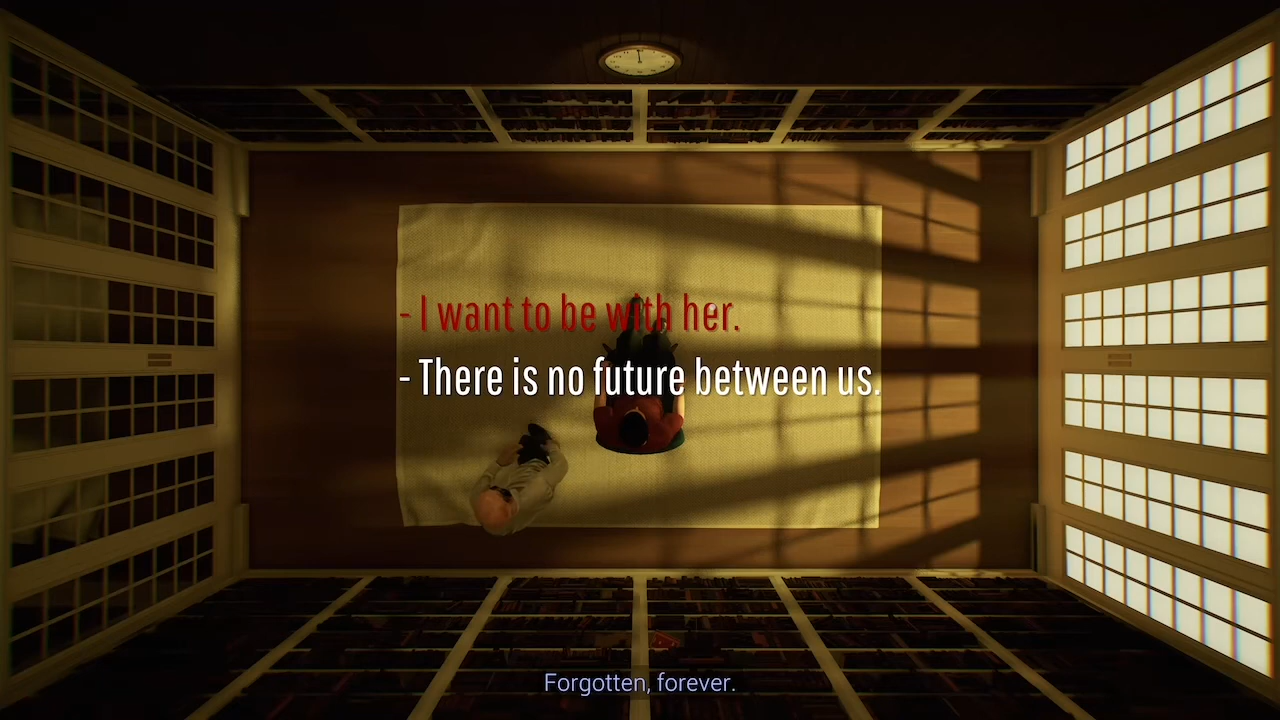 - I want to be with her.
- There is no future between us.
Forgotten, forever.